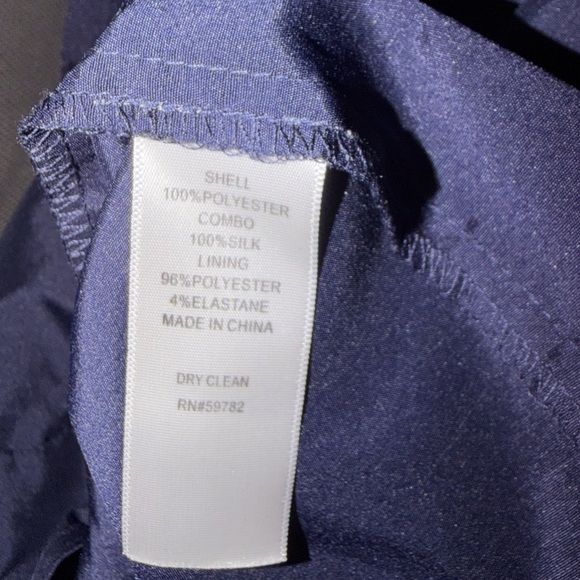 SHELL
100%POLYESTER
COMBO
100%SILK
LINING
96%POLYESTER
4%ELASTANE
MADE IN CHINA
DRY CLEAN
RN#59782